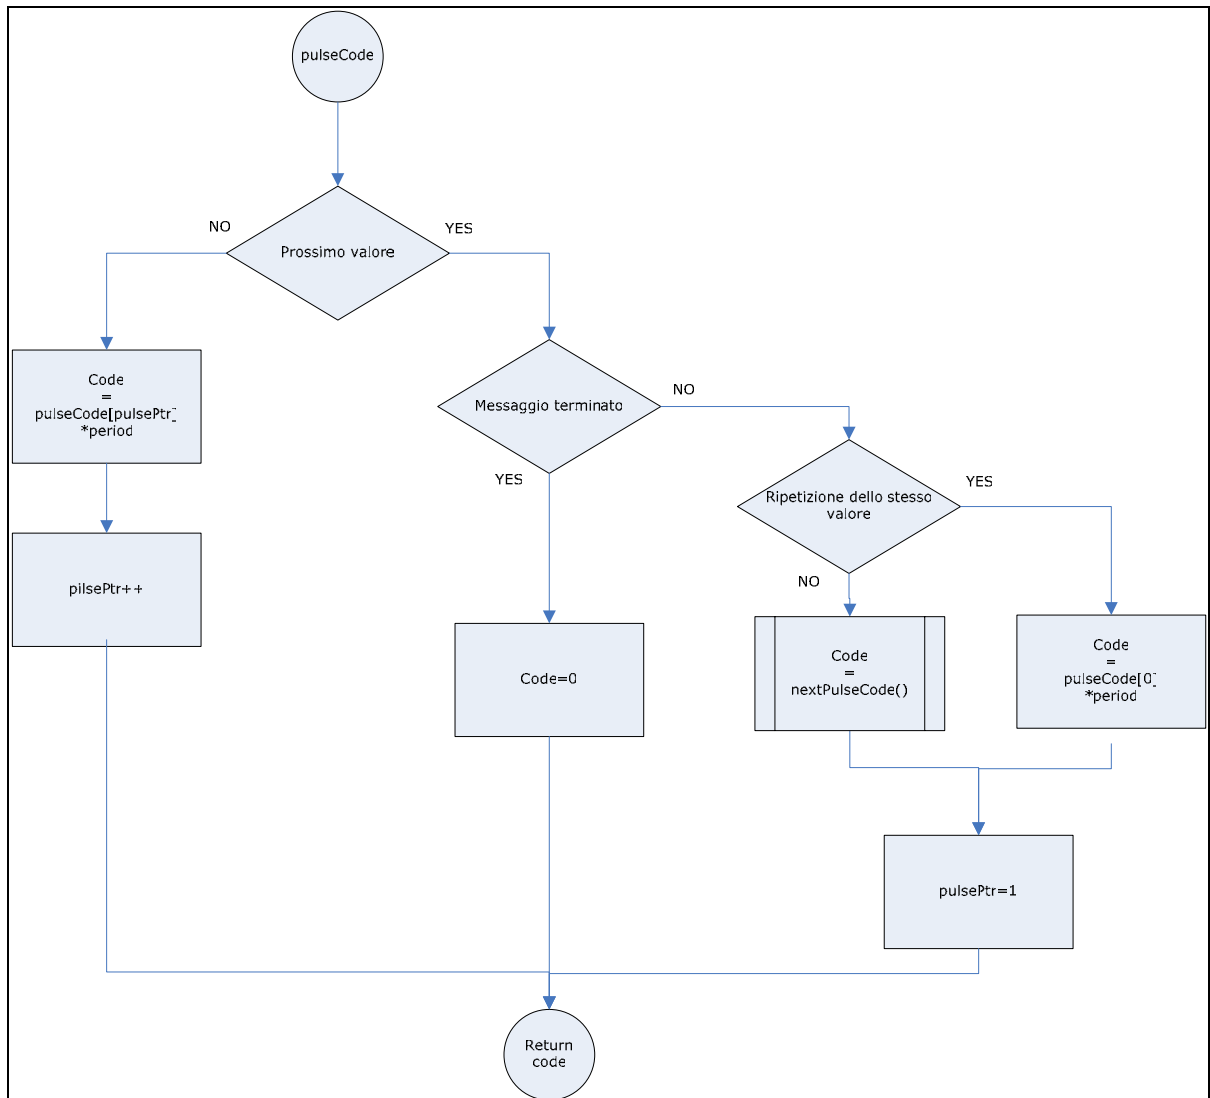 pulseCode
NO
YES
Prossimo valore
Code
=
pulseCode[pulsePtr]
*period
Messaggio terminato
NO
YES
Ripetizione dello stesso
valore
YES
NO
pilsePtr++
Code=0
Code
=
nextPulseCode()
Code
=
pulseCode[0]
*period
pulsePtr=1
Return
code